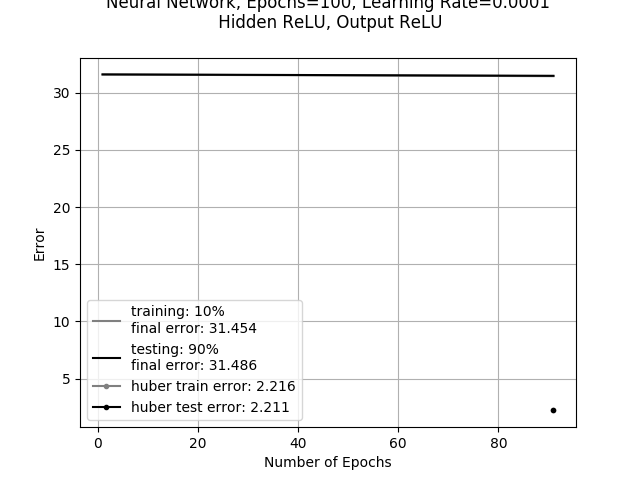 Neural Network, Epochs=100, Learning Rate=0.0001
Hidden ReLU, Output ReLU
30
25
20
15
10
5
Error
training: 10%
final error: 31.454
testing: 90%
final error: 31.486
huber train error: 2.216
huber test error: 2.211
0 20 40 60 80
Number of Epochs